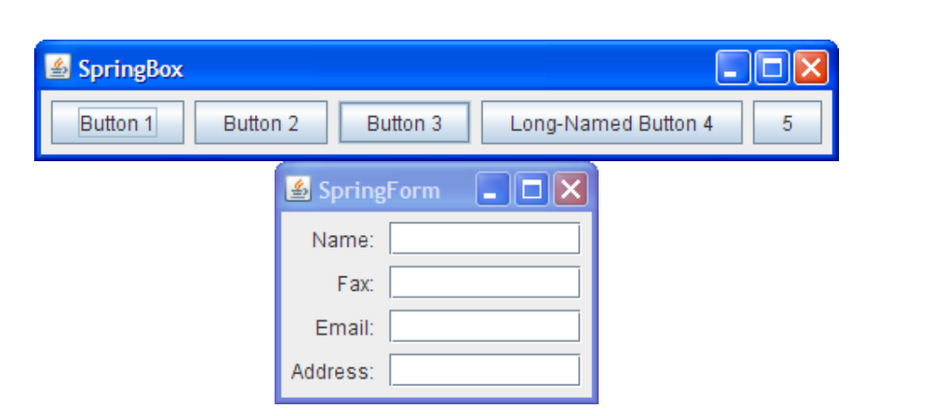 SpringBox
Button 1 Button 2 Button 3 Long-Named Button 4 5
SpringForm
Name:
Fax:
Email:
Address: